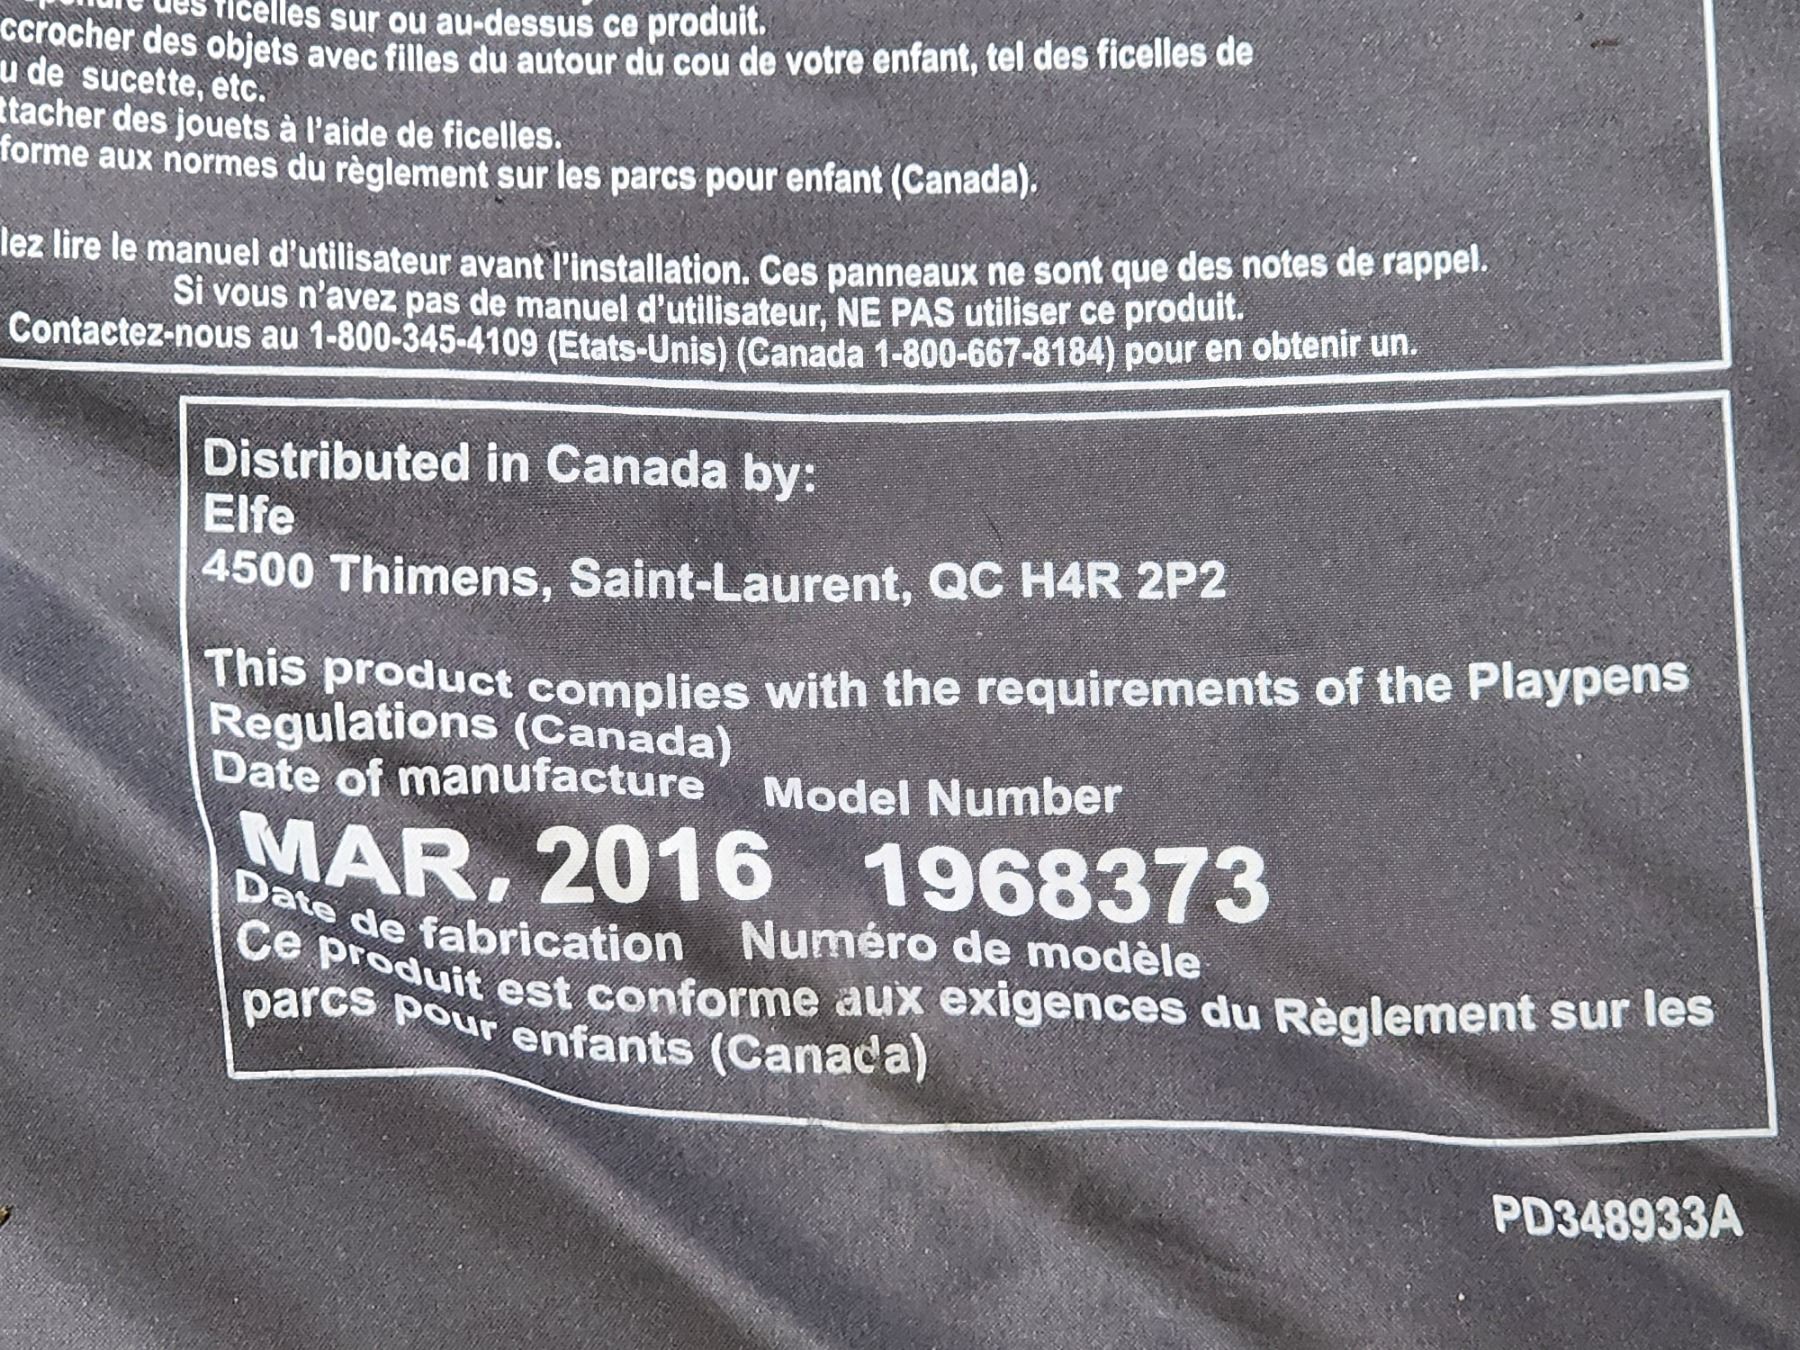 des ficelles sur ou au-dessus ce produit.
ccrocher des objets avec filles du autour du cou de votre enfant, tel des ficelles de
u de sucette, etc.
ttacher des jouets à l'aide de ficelles.
forme aux normes du règlement sur les parcs pour enfant (Canada).
lez lire le manuel d'utilisateur avant l'installation. Ces panneaux ne sont que des notes de rappel.
Si vous n'avez pas de manuel d'utilisateur, NE PAS utiliser ce produit.
Contactez-nous au 1-800-345-4109 (Etats-Unis) (Canada 1-800-667-8184) pour en obtenir un.
Distributed in Canada by:
Elfe
4500 Thimens, Saint-Laurent, QC H4R 2P2
This product complies with the requirements of the Playpens
Regulations (Canada)
Date of manufacture Model Number
MAR, 2016 1968373
Date de fabrication Numéro de modèle
Ce produit est conforme aux exigences du Règlement sur les
parcs pour enfants (Canada)
PD348933A